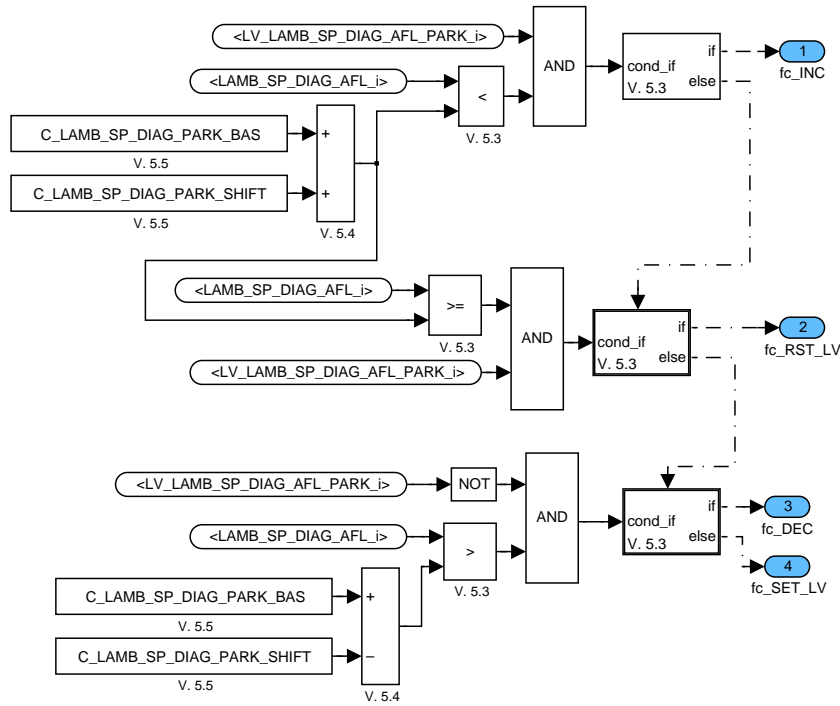 <LV_LAMB_SP_DIAG_AFL_PARK_i>
AND
if
1
cond_if
fc_INC
<LAMB_SP_DIAG_AFL_i>
<
else
V. 5.3
V. 5.3
C_LAMB_SP_DIAG_PARK_BAS
+
V. 5.5
C_LAMB_SP_DIAG_PARK_SHIFT
+
V. 5.5
V. 5.4
<LAMB_SP_DIAG_AFL_i>
>=
V. 5.3
AND
if
2
cond_if
fc_RST_LV
else
V. 5.3
<LV_LAMB_SP_DIAG_AFL_PARK_i>
<LV_LAMB_SP_DIAG_AFL_PARK_i>
NOT
AND
if
3
cond_if
fc_DEC
<LAMB_SP_DIAG_AFL_i>
>
else
V. 5.3
4
V. 5.3
fc_SET_LV
C_LAMB_SP_DIAG_PARK_BAS
+
V. 5.5
C_LAMB_SP_DIAG_PARK_SHIFT
–
V. 5.5
V. 5.4